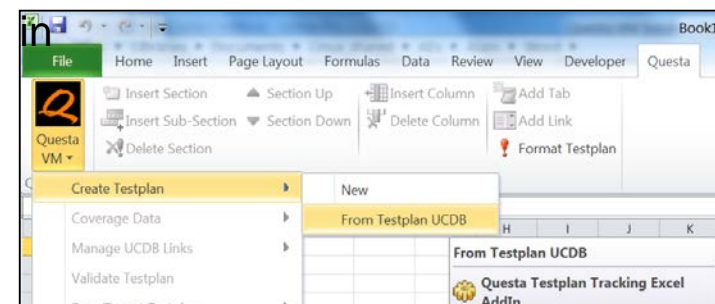 in
Book1
File Home Insert Page Layout Formulas Data Review View Developer Questa
Insert Section Section Up Insert Column Add Tab
Questa VM Insert Sub-Section Section Down Delete Column Add Link
Delete Section Format Testplan
Create Testplan New
Coverage Data From Testplan UCDB
H I J K
Manage UCDB Links From Testplan UCDB
Validate Testplan Questa Testplan Tracking Excel
AddIn